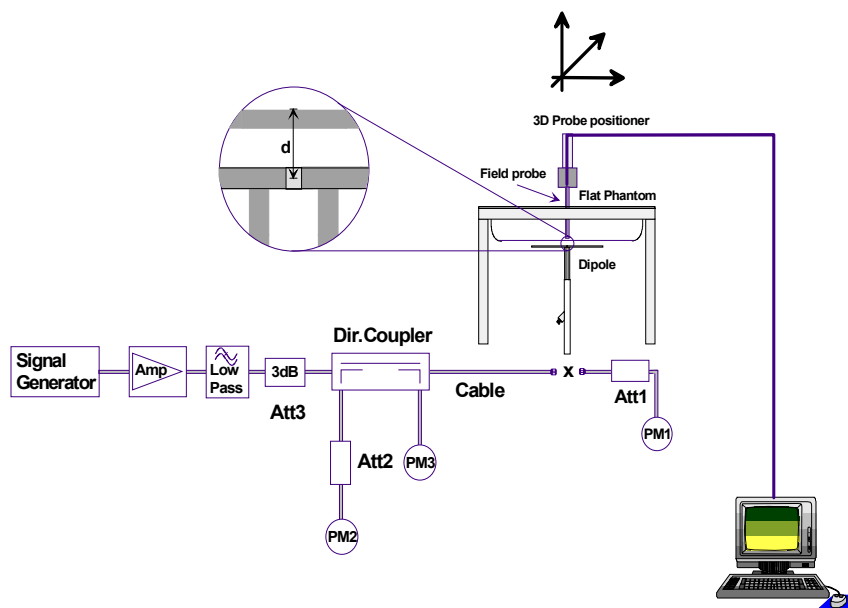 3D Probe positioner
d
Field probe
Flat Phantom
Dipole
Signal
Generator
Amp
Low
Pass
3dB
Att3
Dir.Coupler
Cable
x
Att1
PM1
Att2
PM3
PM2